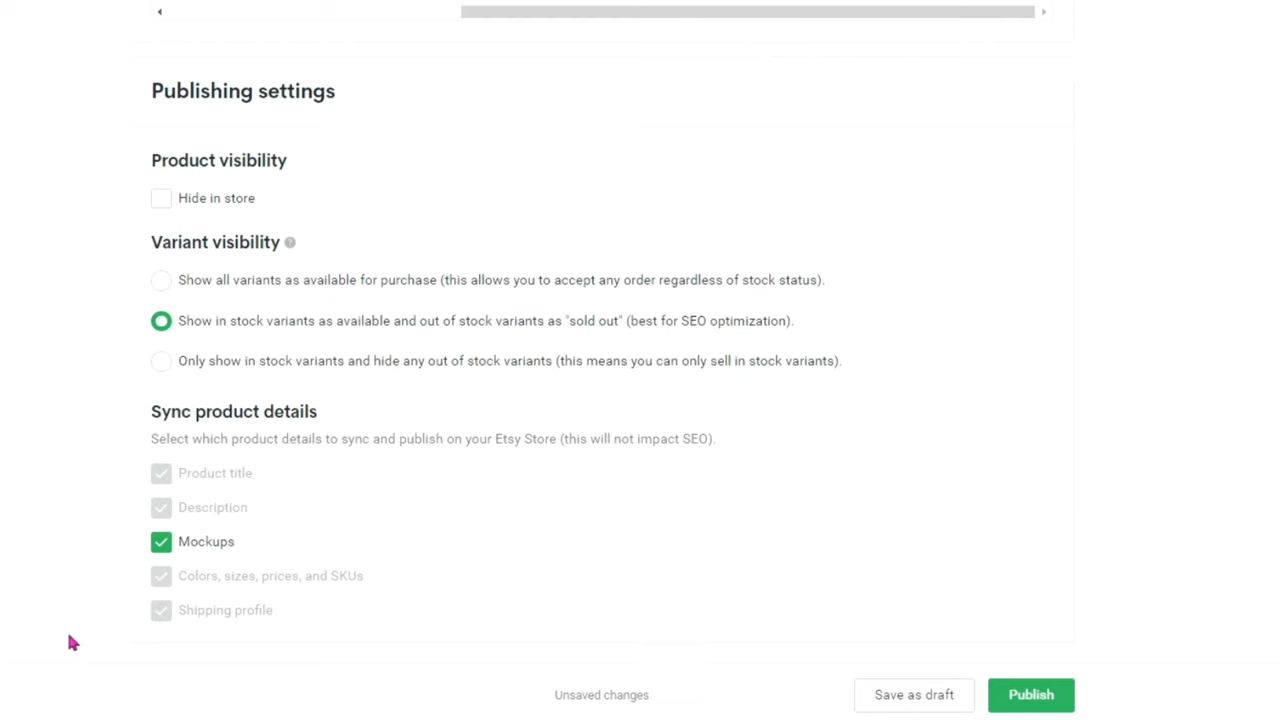 Publishing settings
Product visibility
Hide in store
Variant visibility ?
Show all variants as available for purchase (this allows you to accept any order regardless of stock status).
Show in stock variants as available and out of stock variants as "sold out" (best for SEO optimization).
Only show in stock variants and hide any out of stock variants (this means you can only sell in stock variants).
Sync product details
Select which product details to sync and publish on your Etsy Store (this will not impact SEO).
Product title
Description
Mockups
Colors, sizes, prices, and SKUs
Shipping profile
Unsaved changes
Save as draft
Publish